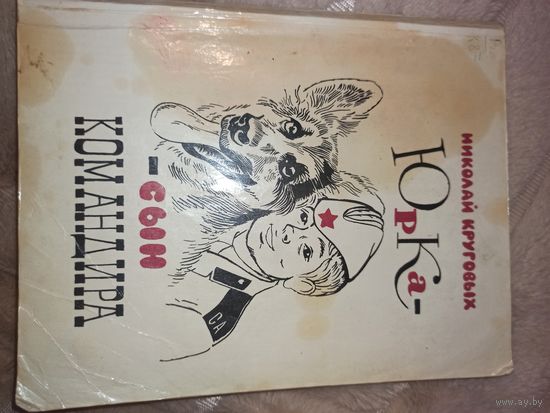 НИКОЛАЙ КРУГОВЫХ
ЮРКА-
-СЫН
КОМАНДИРА
СА
www.ay.by